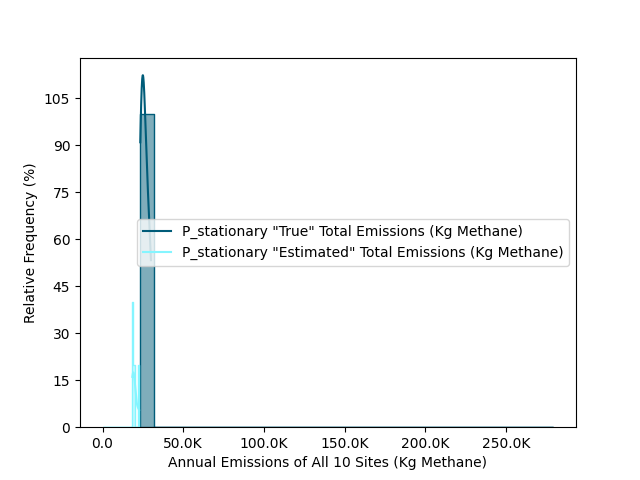 105
90
75
60
45
30
15
0
Relative Frequency (%)
P_stationary "True" Total Emissions (Kg Methane)
P_stationary "Estimated" Total Emissions (Kg Methane)
0.0 50.0K 100.0K 150.0K 200.0K 250.0K
Annual Emissions of All 10 Sites (Kg Methane)